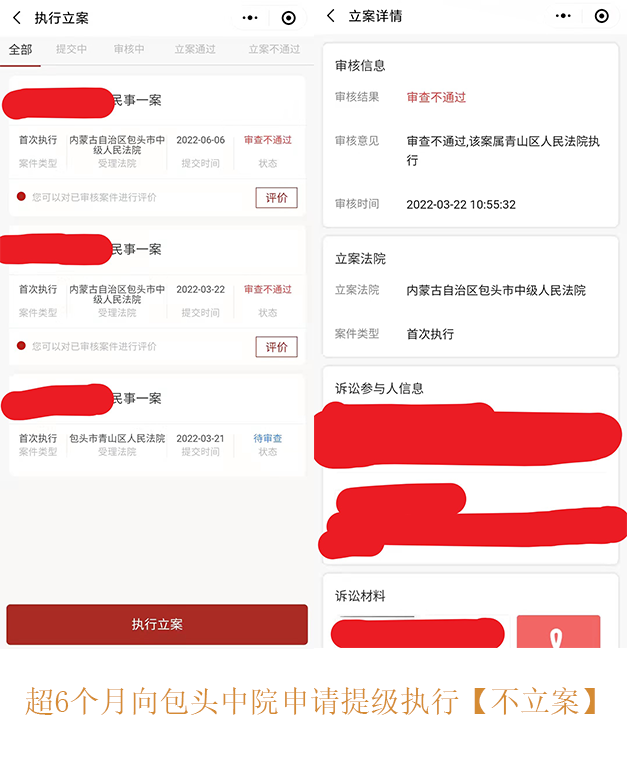 执行立案
全部 提交中 审核中 立案通过 立案不通过
民事一案
首次执行 内蒙古自治区包头市中级人民法院 2022-06-06 审查不通过
案件类型 受理法院 提交时间 状态
您可以对已审核案件进行评价 评价
民事一案
首次执行 内蒙古自治区包头市中级人民法院 2022-03-22 审查不通过
案件类型 受理法院 提交时间 状态
您可以对已审核案件进行评价 评价
民事一案
首次执行 包头市青山区人民法院 2022-03-21 待审查
案件类型 受理法院 提交时间 状态
执行立案
立案详情
审核信息
审核结果 审查不通过
审核意见 审查不通过,该案属青山区人民法院执
行
审核时间 2022-03-22 10:55:32
立案法院
立案法院 内蒙古自治区包头市中级人民法院
案件类型 首次执行
诉讼参与人信息
诉讼材料
超6个月向包头中院申请提级执行【不立案】